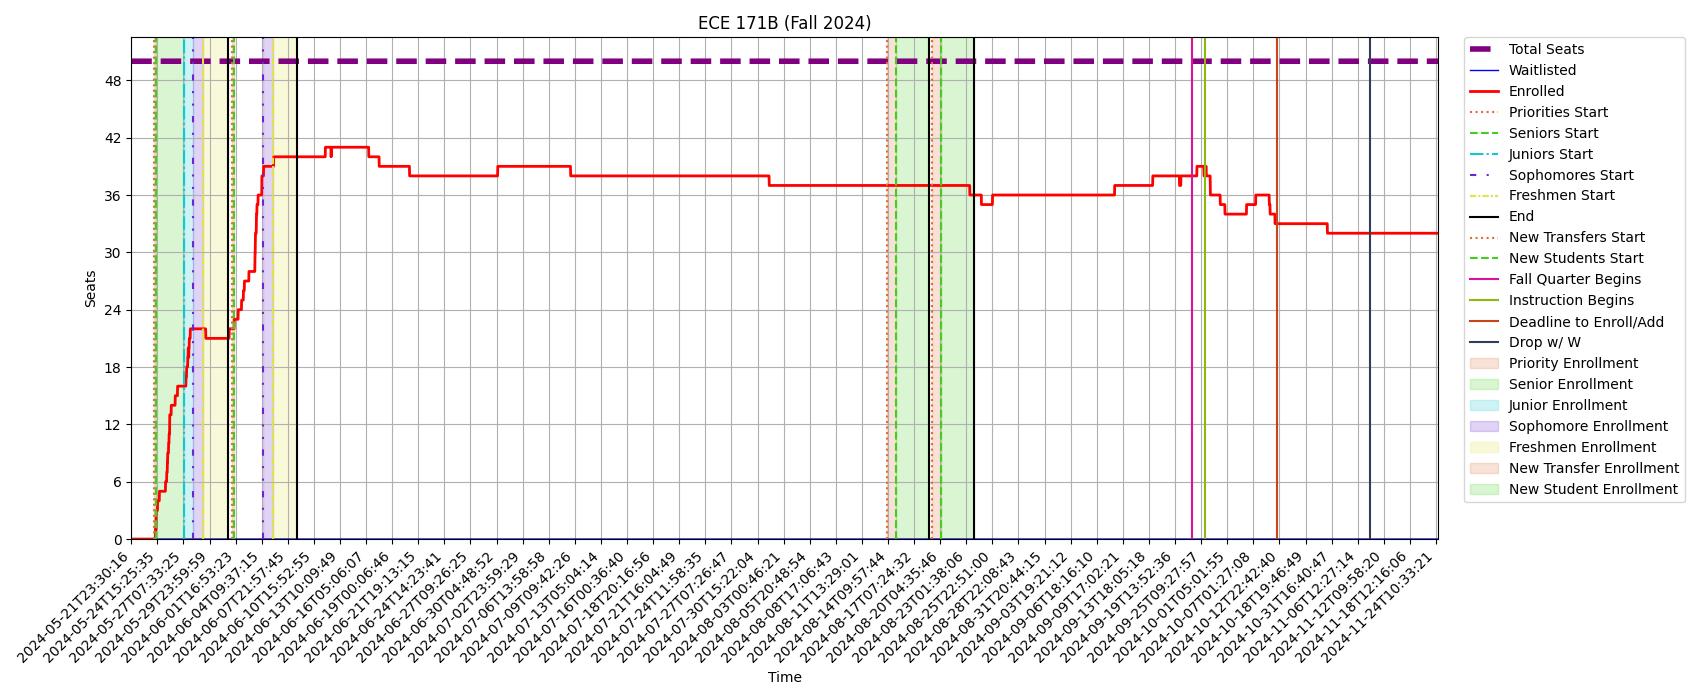 ECE 171B (Fall 2024)
Seats
48
42
36
30
24
18
12
6
0
2024-05-21T23:30:16
2024-05-24T15:25:35
2024-05-27T07:33:25
2024-05-29T23:59:59
2024-06-01T16:53:23
2024-06-04T09:37:15
2024-06-07T21:57:45
2024-06-10T15:52:55
2024-06-13T10:09:49
2024-06-16T05:06:07
2024-06-19T00:06:46
2024-06-21T19:13:15
2024-06-24T14:23:41
2024-06-27T09:26:25
2024-06-30T04:48:52
2024-07-02T23:59:29
2024-07-06T13:58:58
2024-07-09T09:42:26
2024-07-13T05:04:14
2024-07-16T00:36:40
2024-07-18T20:16:56
2024-07-21T16:04:49
2024-07-24T11:58:35
2024-07-27T07:26:47
2024-07-30T15:22:04
2024-08-03T00:46:21
2024-08-05T20:48:54
2024-08-08T17:06:43
2024-08-11T13:29:01
2024-08-14T09:57:44
2024-08-17T07:24:32
2024-08-20T04:35:46
2024-08-23T01:38:06
2024-08-25T22:51:00
2024-08-28T22:08:43
2024-08-31T20:44:15
2024-09-03T19:21:12
2024-09-06T18:16:10
2024-09-09T17:02:21
2024-09-13T18:05:18
2024-09-19T13:52:36
2024-09-25T09:27:57
2024-10-01T05:01:55
2024-10-07T01:27:08
2024-10-12T22:42:40
2024-10-18T19:46:49
2024-10-31T16:40:47
2024-11-06T12:27:14
2024-11-12T09:58:20
2024-11-18T12:16:06
2024-11-24T10:33:21
Time
Total Seats
Waitlisted
Enrolled
Priorities Start
Seniors Start
Juniors Start
Sophomores Start
Freshmen Start
End
New Transfers Start
New Students Start
Fall Quarter Begins
Instruction Begins
Deadline to Enroll/Add
Drop w/ W
Priority Enrollment
Senior Enrollment
Junior Enrollment
Sophomore Enrollment
Freshmen Enrollment
New Transfer Enrollment
New Student Enrollment